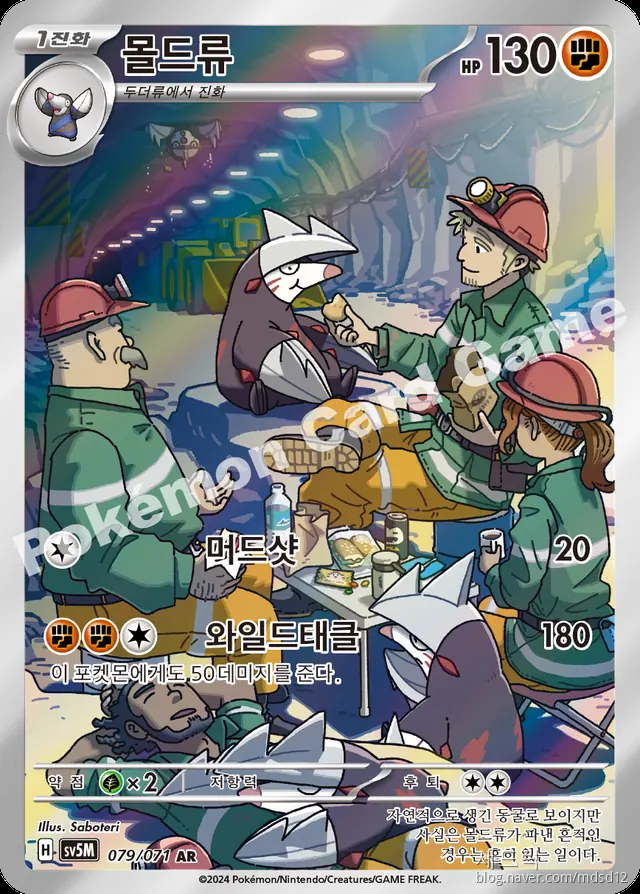 1진화
몰드류
HP 130
두더류에서 진화
Pokémon Card Game
머드샷 20
와일드태클 180
이 포켓몬에게도 50데미지를 준다.
약점 ×2 저항력 후퇴
Illus. Saboteri
자연적으로 생긴 동굴로 보이지만
사실은 몰드류가 파낸 흔적인
경우는 흔히 있는 일이다.
H sv5M 079/071 AR
©2024 Pokémon/Nintendo/Creatures/GAME FREAK.
blog.naver.com/mdsd12